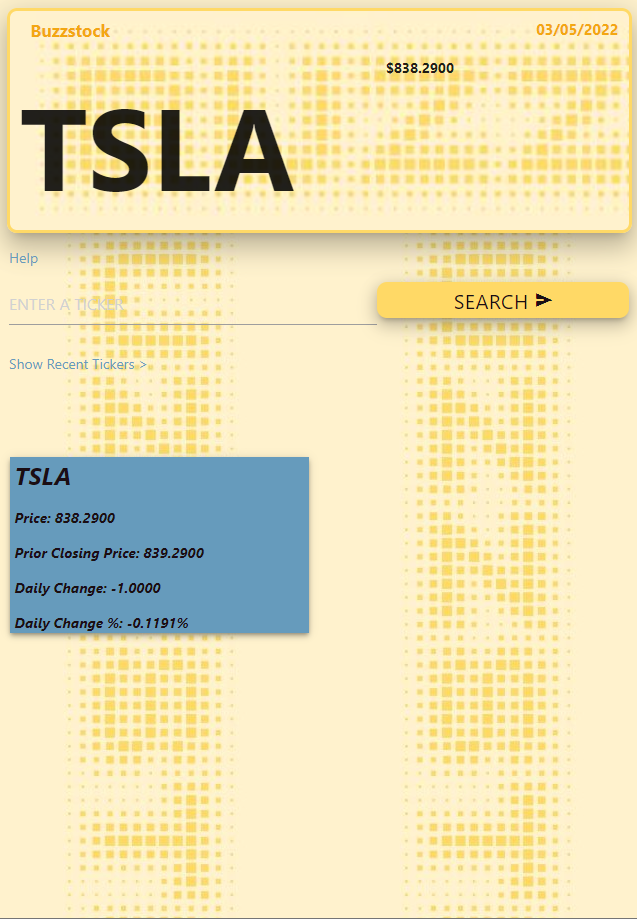 Buzzstock
03/05/2022
$838.2900
TSLA
Help
ENTER A TICKER
SEARCH
Show Recent Tickers >
TSLA
Price: 838.2900
Prior Closing Price: 839.2900
Daily Change: -1.0000
Daily Change %: -0.1191%